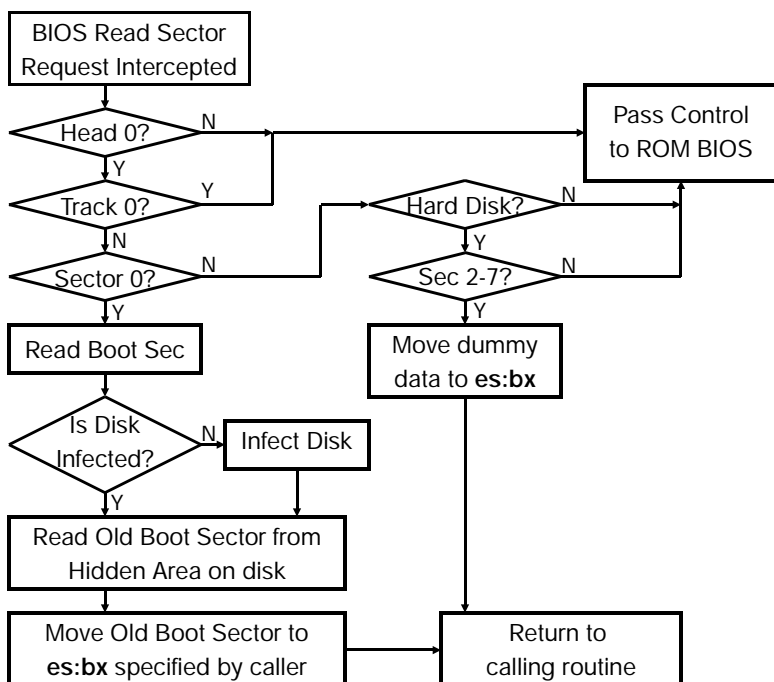 BIOS Read Sector
Request Intercepted
Head 0?
N
Y
Pass Control
to ROM BIOS
Track 0?
Y
N
Hard Disk?
N
Y
Sector 0?
N
Y
Sec 2-7?
N
Y
Read Boot Sec
Move dummy
data to es:bx
Is Disk
Infected?
N
Y
Infect Disk
Read Old Boot Sector from
Hidden Area on disk
Move Old Boot Sector to
es:bx specified by caller
Return to
calling routine